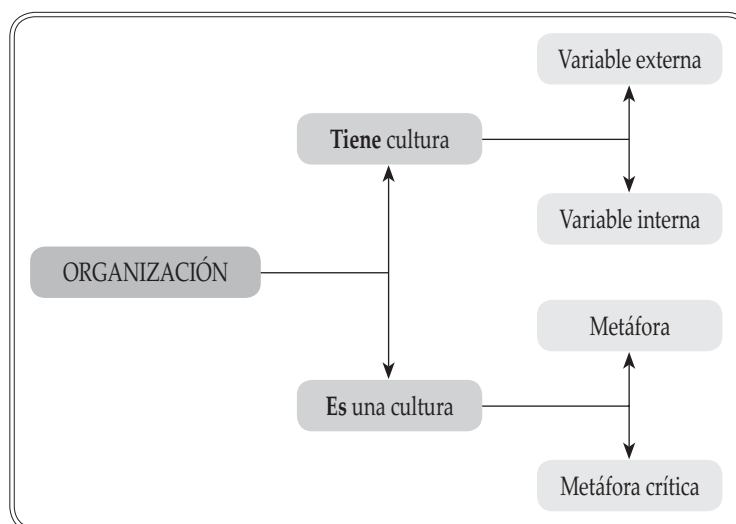 Variable externa
Tiene cultura
Variable interna
ORGANIZACIÓN
Metáfora
Es una cultura
Metáfora crítica